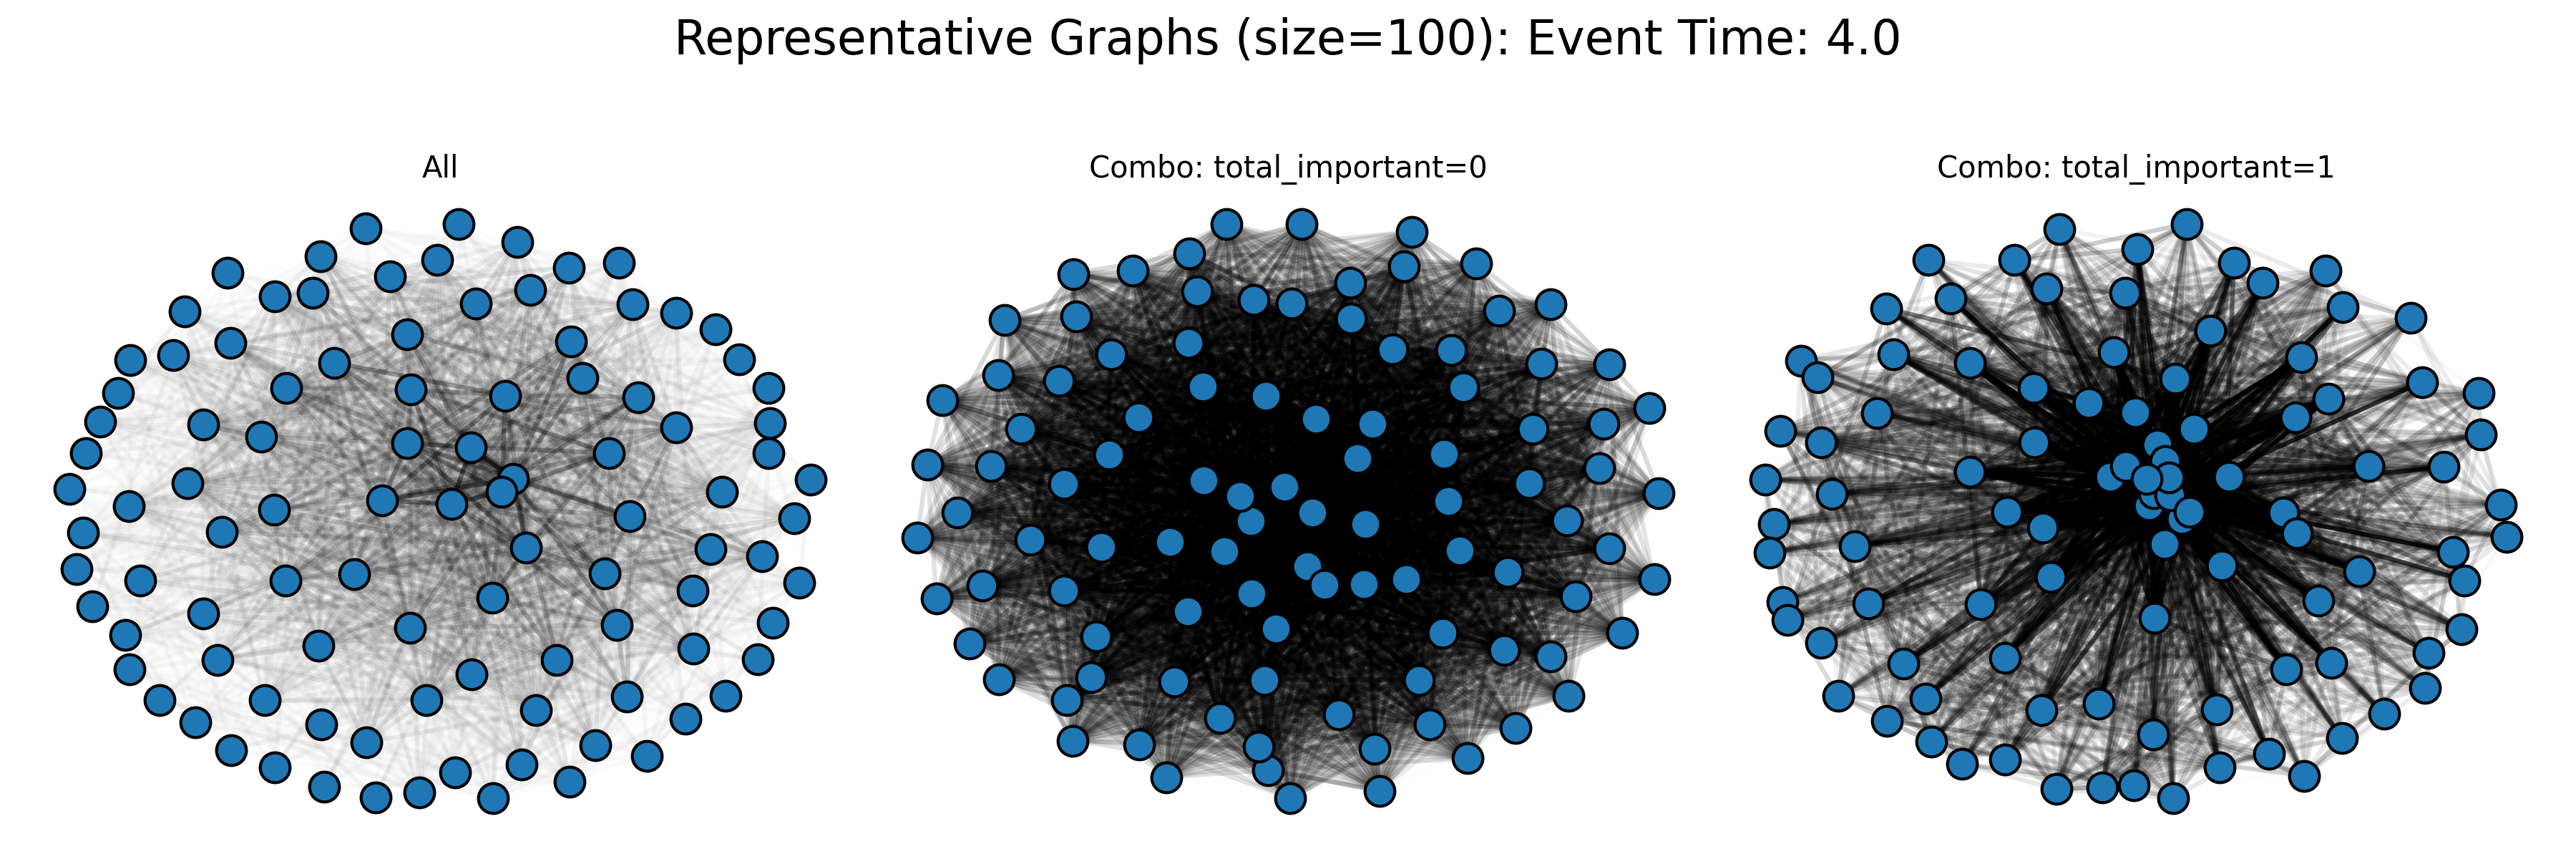 Representative Graphs (size=100): Event Time: 4.0
All
Combo: total_important=0
Combo: total_important=1